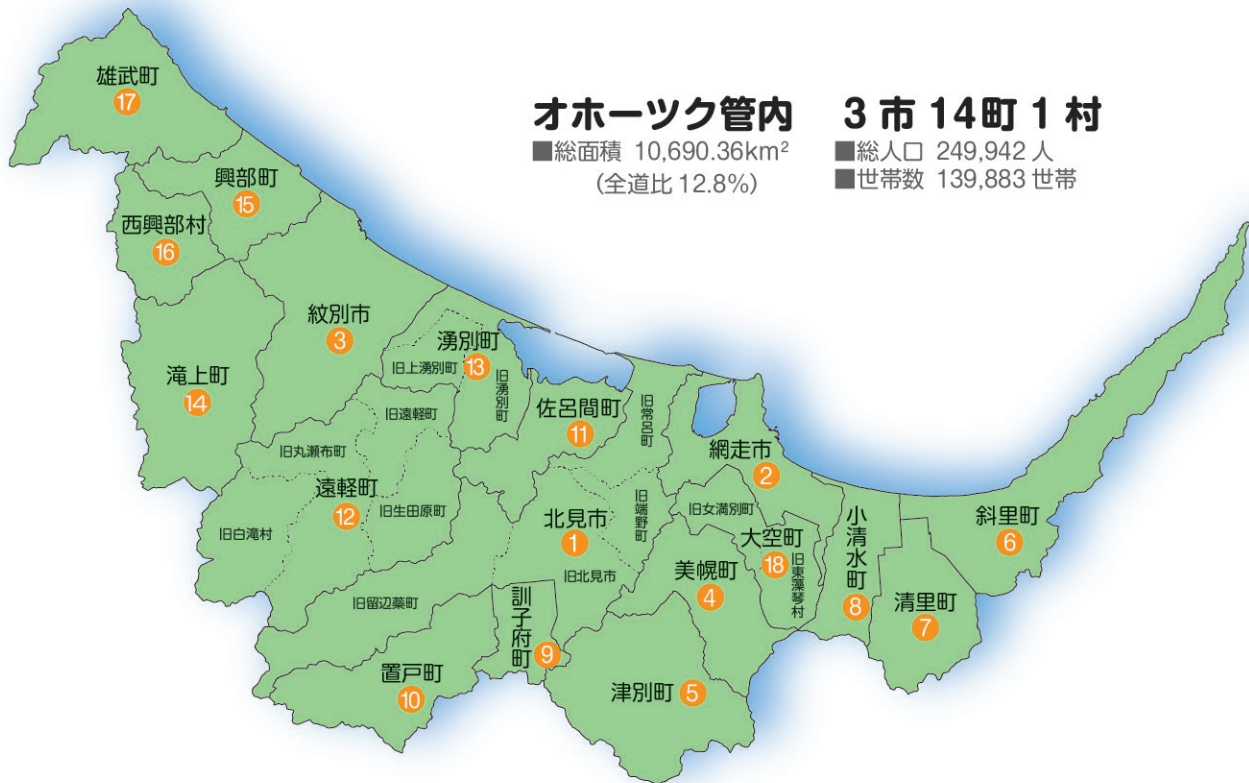 オホーツク管内 3市14町1村
■総面積 10,690.36km²
(全道比 12.8%)
■総人口 249,942人
■世帯数 139,883世帯
雄武町
17
興部町
15
西興部村
16
紋別市
3
滝上町
14
湧別町
13
旧上湧別町
旧湧別町
旧遠軽町
旧丸瀬布町
遠軽町
12
旧生田原町
旧白滝村
佐呂間町
11
旧常呂町
網走市
2
北見市
1
旧端野町
旧北見市
旧留辺蘂町
旧女満別町
大空町
18
旧東藻琴村
美幌町
4
小清水町
8
斜里町
6
清里町
7
訓子府町
9
置戸町
10
津別町
5